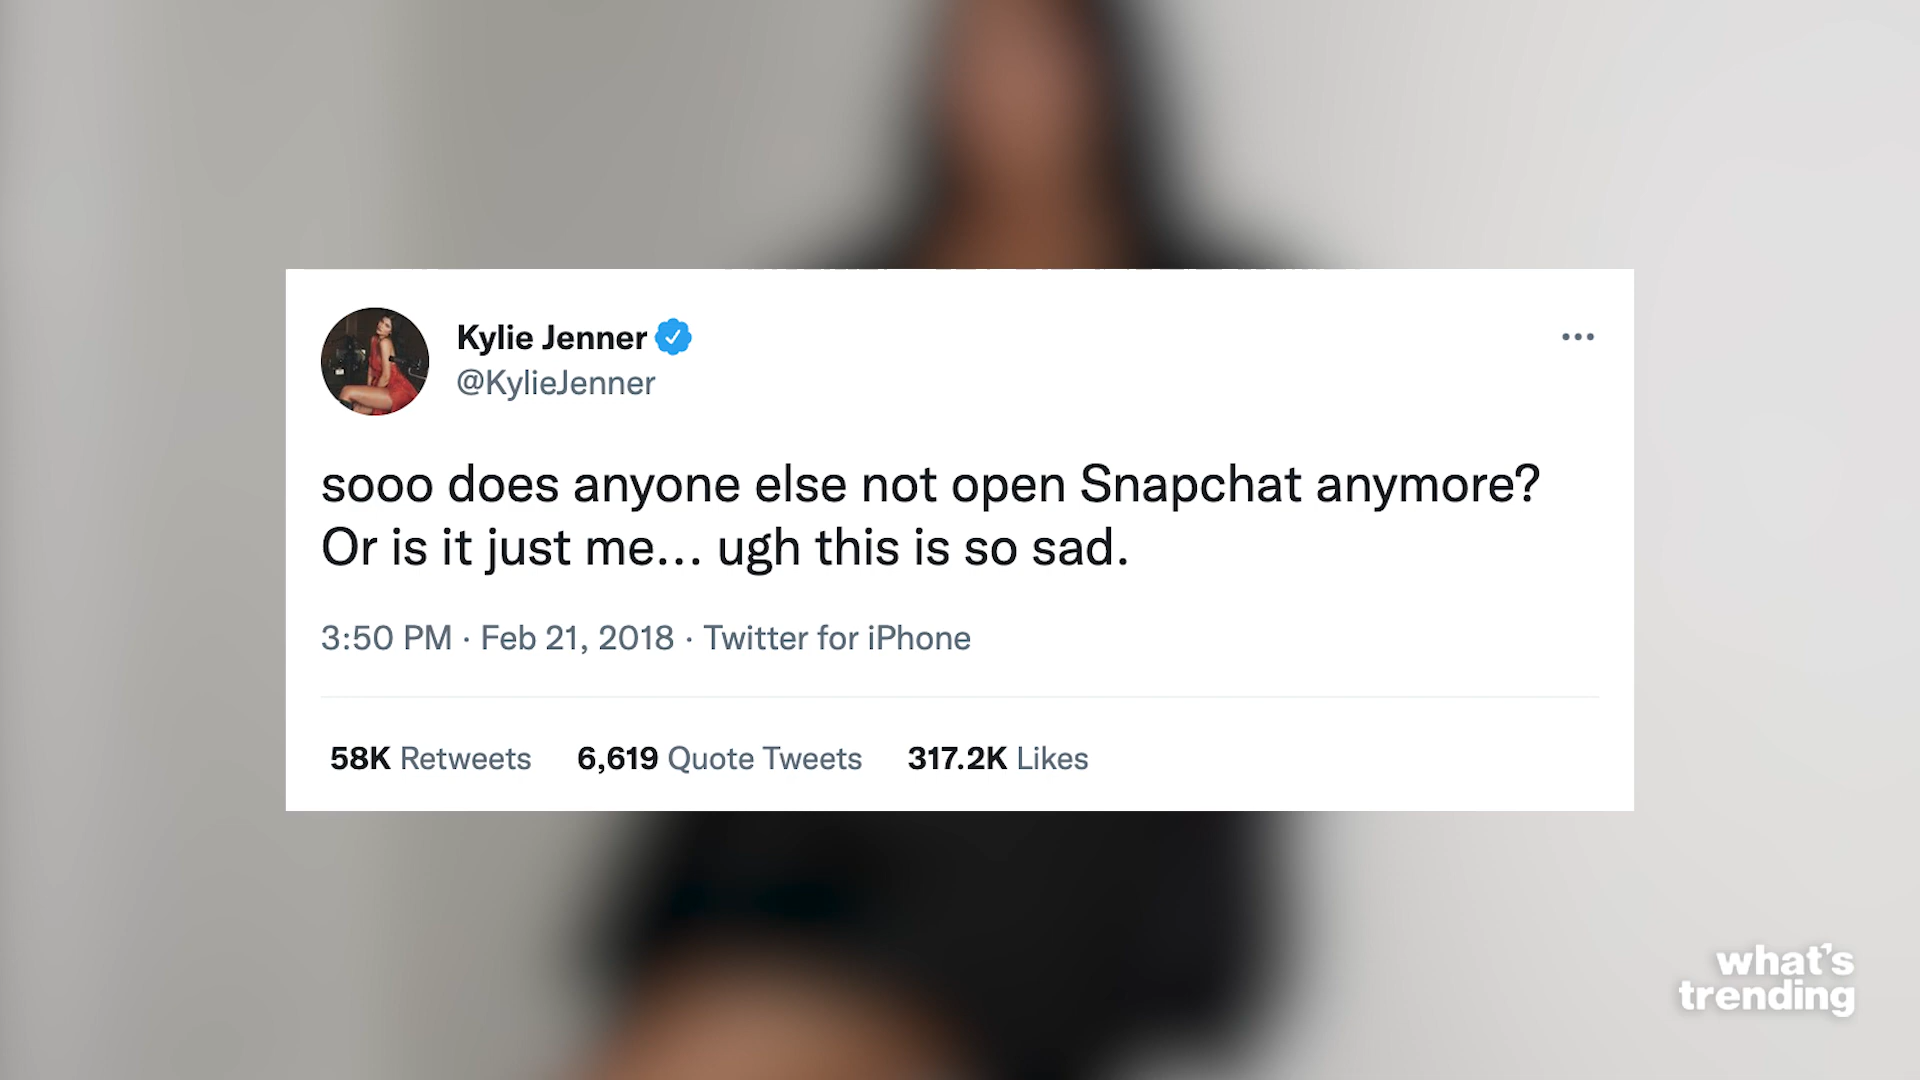 Kylie Jenner
@KylieJenner
sooo does anyone else not open Snapchat anymore?
Or is it just me... ugh this is so sad.
3:50 PM · Feb 21, 2018 · Twitter for iPhone
58K Retweets 6,619 Quote Tweets 317.2K Likes
what's
trending